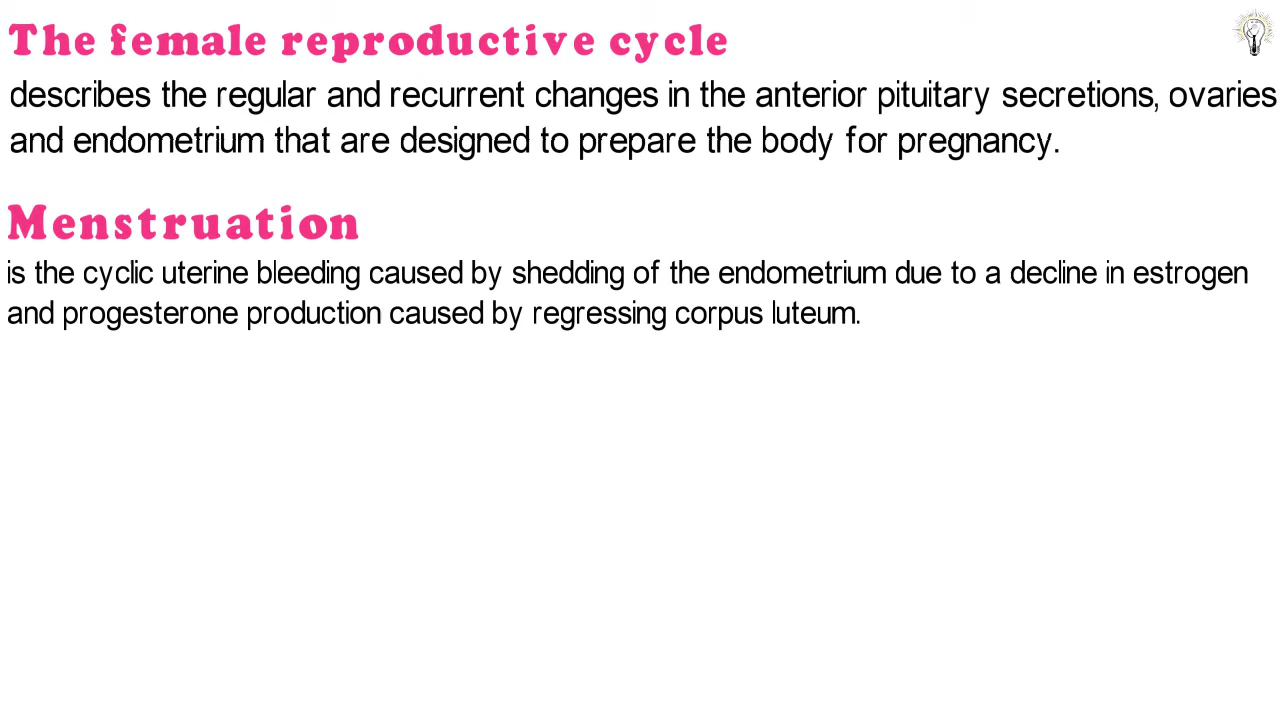 The female reproductive cycle
describes the regular and recurrent changes in the anterior pituitary secretions, ovaries
and endometrium that are designed to prepare the body for pregnancy.
Menstruation
is the cyclic uterine bleeding caused by shedding of the endometrium due to a decline in estrogen
and progesterone production caused by regressing corpus luteum.